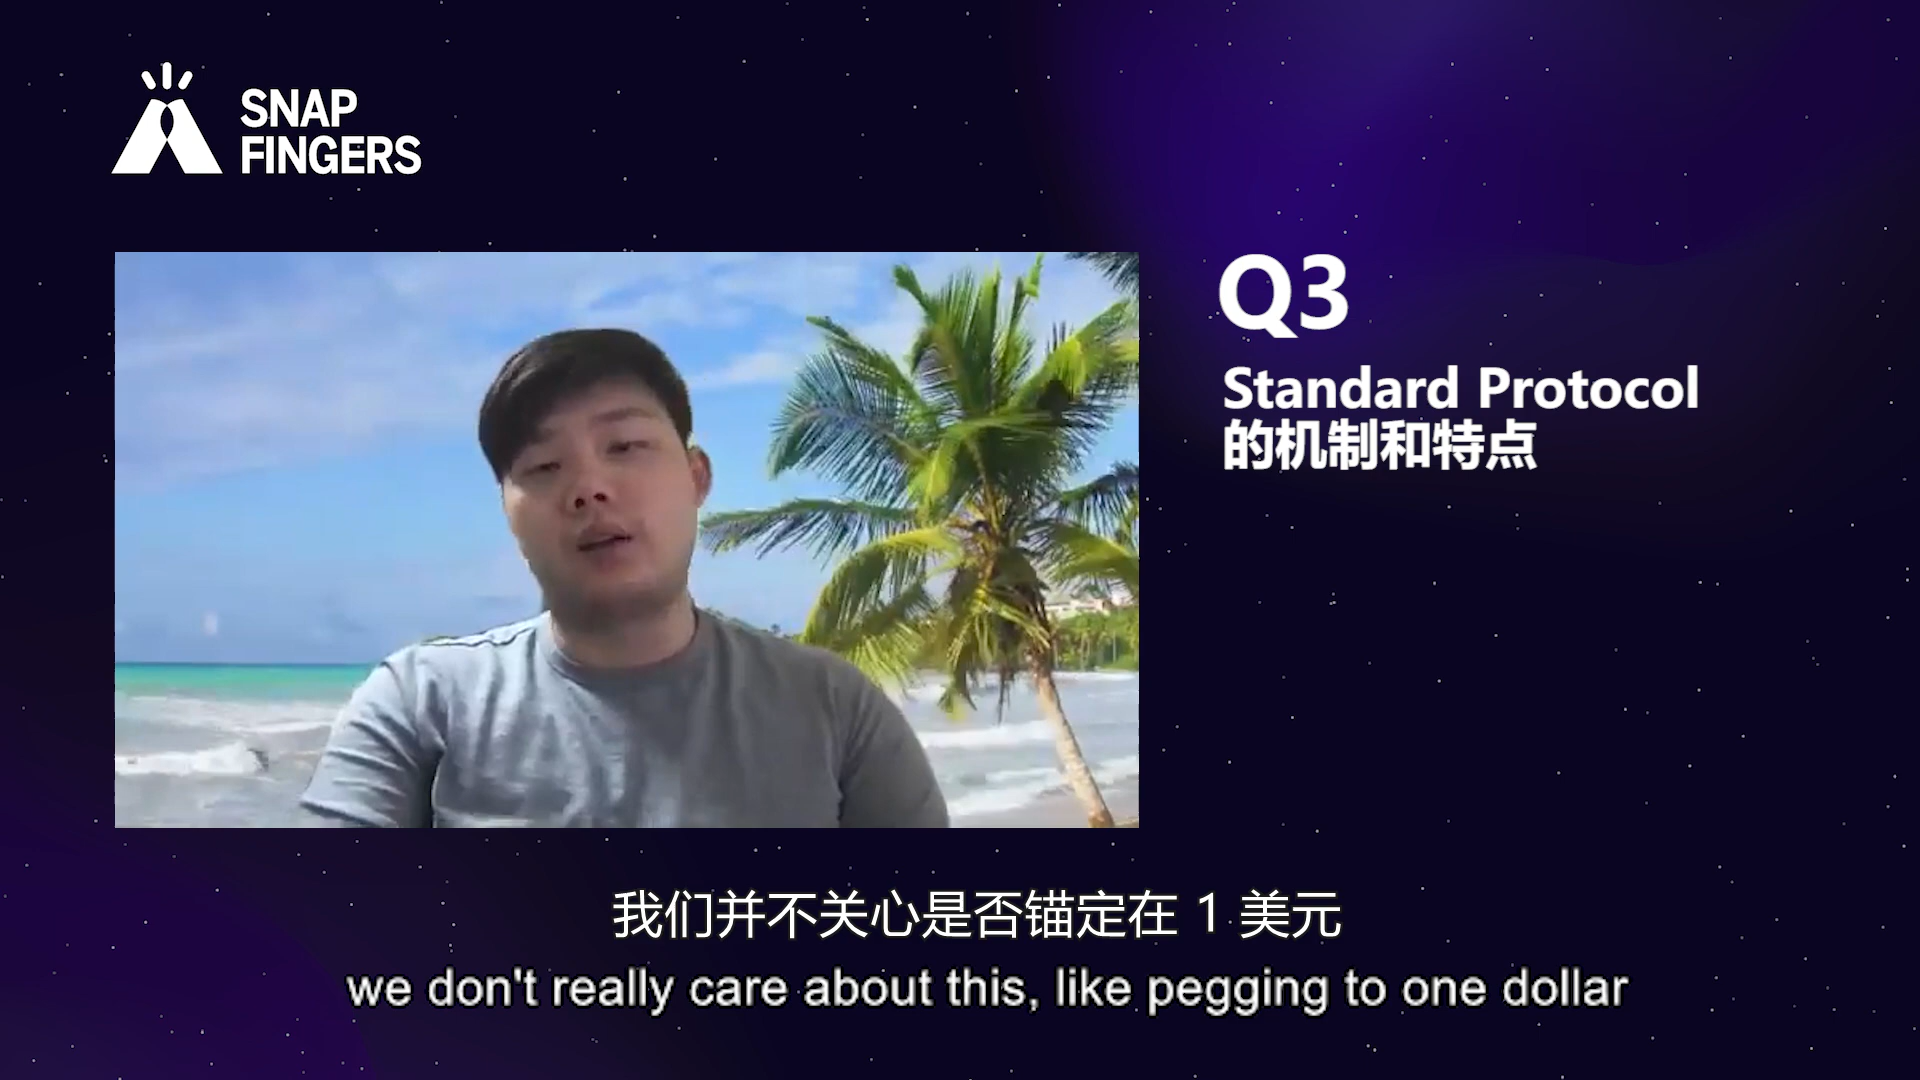 SNAP
FINGERS
Q3
Standard Protocol
的机制和特点
我们并不关心是否锚定在 1 美元
we don't really care about this, like pegging to one dollar